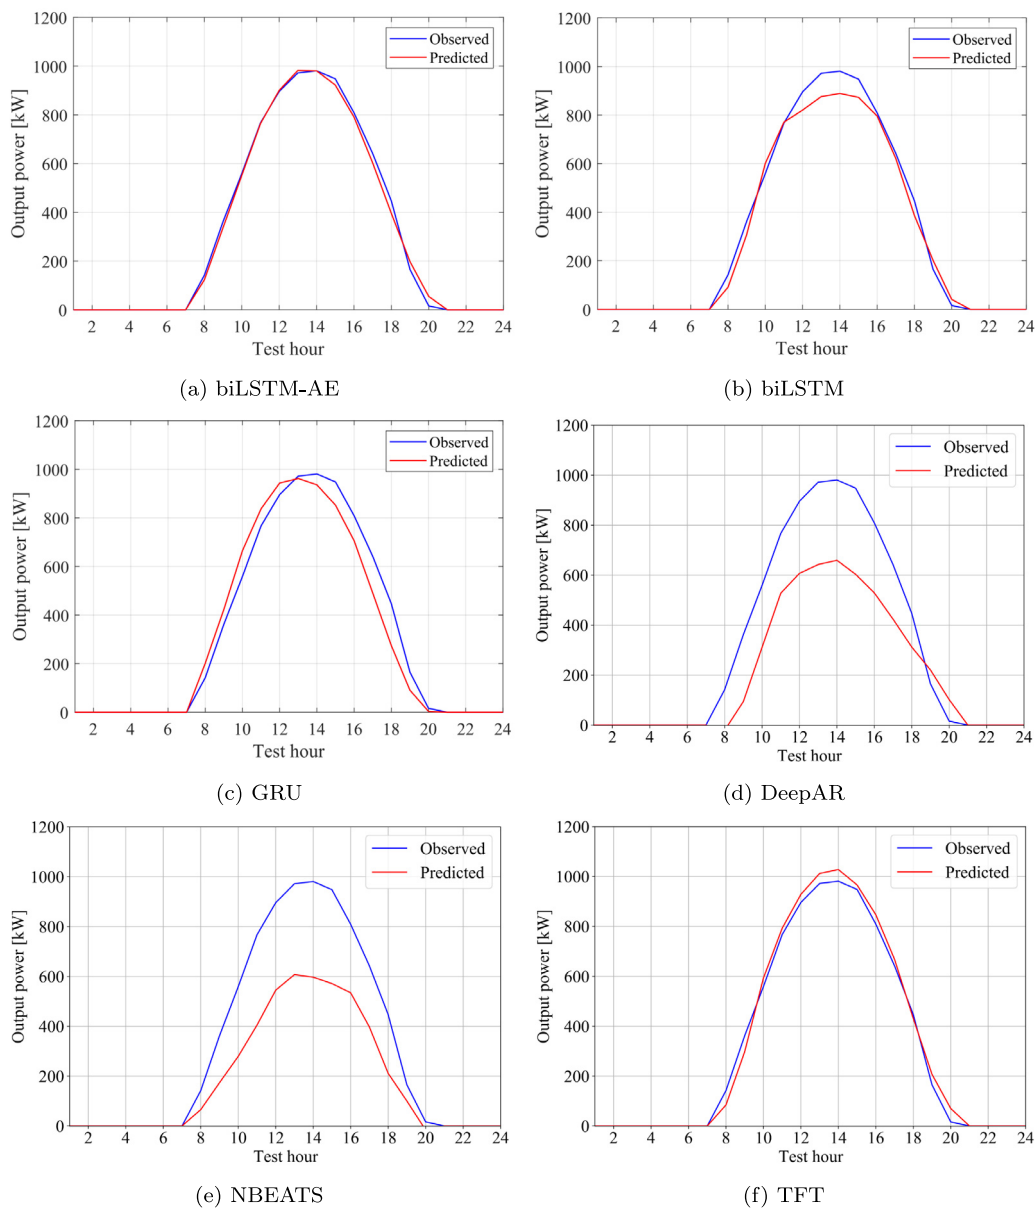 1200
1000
800
600
400
200
0
Output power [kW]
Observed
Predicted
2 4 6 8 10 12 14 16 18 20 22 24
Test hour
(a) biLSTM-AE
1200
1000
800
600
400
200
0
Output power [kW]
Observed
Predicted
2 4 6 8 10 12 14 16 18 20 22 24
Test hour
(b) biLSTM
1200
1000
800
600
400
200
0
Output power [kW]
Observed
Predicted
2 4 6 8 10 12 14 16 18 20 22 24
Test hour
(c) GRU
1200
1000
800
600
400
200
0
Output power [kW]
Observed
Predicted
2 4 6 8 10 12 14 16 18 20 22 24
Test hour
(d) DeepAR
1200
1000
800
600
400
200
0
Output power [kW]
Observed
Predicted
2 4 6 8 10 12 14 16 18 20 22 24
Test hour
(e) NBEATS
1200
1000
800
600
400
200
0
Output power [kW]
Observed
Predicted
2 4 6 8 10 12 14 16 18 20 22 24
Test hour
(f) TFT